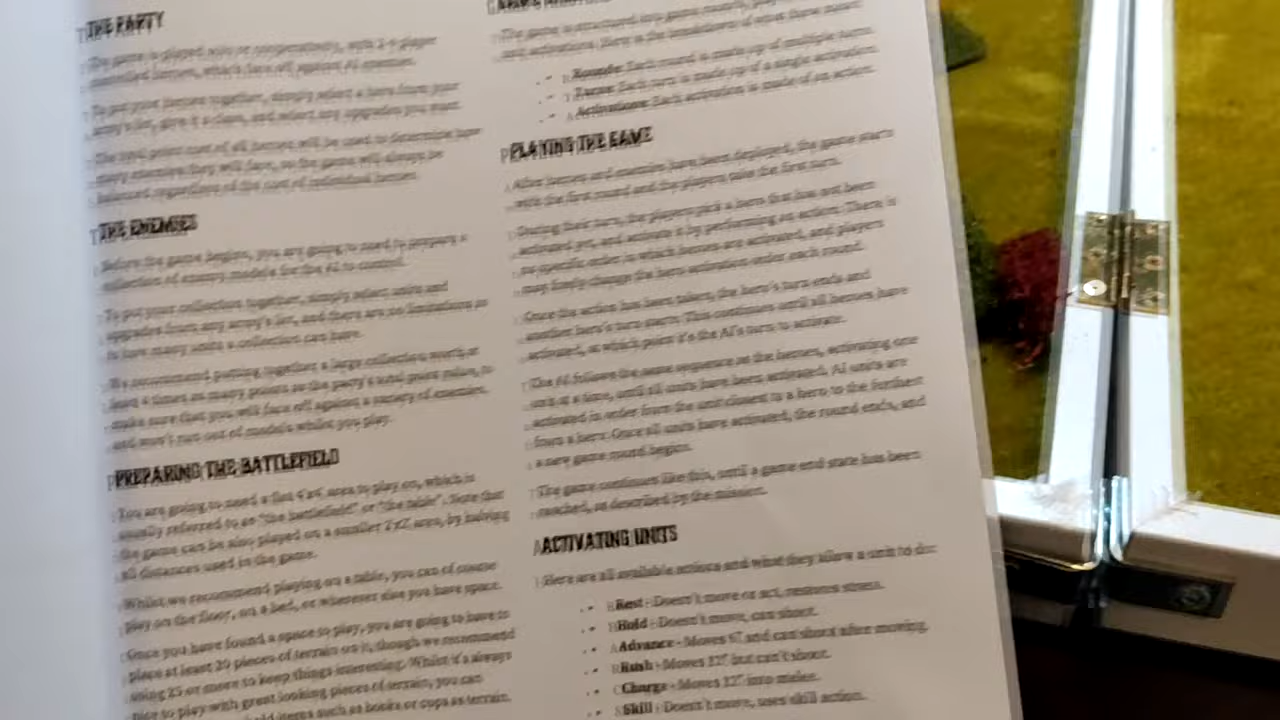 THE PARTY
The game is played solo or cooperatively, with 1-4 player
controlled heroes, which face off against AI enemies.
To put your heroes together, simply select a hero from your
army's list, give it a class, and select any upgrades you want.
The total point cost of all heroes will be used to determine how
many enemies they will face, so the game will always be
balanced regardless of the cost of individual heroes.
THE ENEMIES
Before the game begins, you are going to need to prepare a
collection of enemy models for the AI to control.
To put your collection together, simply select units and
upgrades from any army's list, and there are no limitations as
to how many units a collection can have.
We recommend putting together a large collection worth at
least 4 times as many points as the party's total point value, to
make sure that you will face off against a variety of enemies,
and won't run out of models whilst you play.
PREPARING THE BATTLEFIELD
You are going to need a flat 4'x4' area to play on, which is
usually referred to as "the battlefield" or "the table". Note that
the game can be also played on a smaller 2'x2' area, by halving
all distances used in the game.
Whilst we recommend playing on a table, you can of course
play on the floor, on a bed, or wherever else you have space.
Once you have found a space to play, you are going to have to
place at least 20 pieces of terrain on it, though we recommend
using 25 or more to keep things interesting. Whilst it's always
nice to play with great looking pieces of terrain, you can
items such as books or cups as terrain.
The game is structured
unit activations. Here is the breakdown of what these mean:
• Rounds: Each round is made up of multiple turns.
• Turns: Each turn is made up of a single activation.
• Activations: Each activation is made of an action.
PLAYING THE GAME
After heroes and enemies have been deployed, the game starts
with the first round and the players take the first turn.
During their turn, the players pick a hero that has not been
activated yet, and activate it by performing an action. There is
no specific order in which heroes are activated, and players
may freely change the hero activation order each round.
Once the action has been taken, the hero's turn ends and
another hero's turn starts. This continues until all heroes have
activated, at which point it's the AI's turn to activate.
The AI follows the same sequence as the heroes, activating one
unit at a time, until all units have been activated. AI units are
activated in order from the unit closest to a hero to the furthest
from a hero. Once all units have activated, the round ends, and
a new game round begins.
The game continues like this, until a game end state has been
reached, as described by the mission.
ACTIVATING UNITS
Here are all available actions and what they allow a unit to do:
• Rest - Doesn't move or act, removes stress.
• Hold - Doesn't move, can shoot.
• Advance - Moves 6" and can shoot after moving.
• Rush - Moves 12" but can't shoot.
• Charge - Moves 12" into melee.
• Skill - Doesn't move, uses skill action.